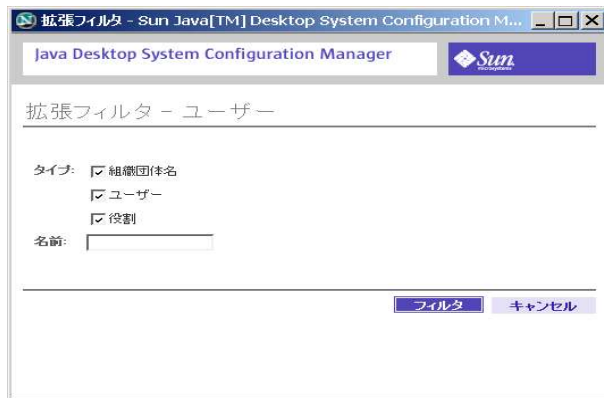 拡張フィルタ - Sun Java[TM] Desktop System Configuration M...
Java Desktop System Configuration Manager
Sun
microsystems
拡張フィルタ - ユーザー
タイプ: 組織団体名
ユーザー
役割
名前:
フィルタ キャンセル